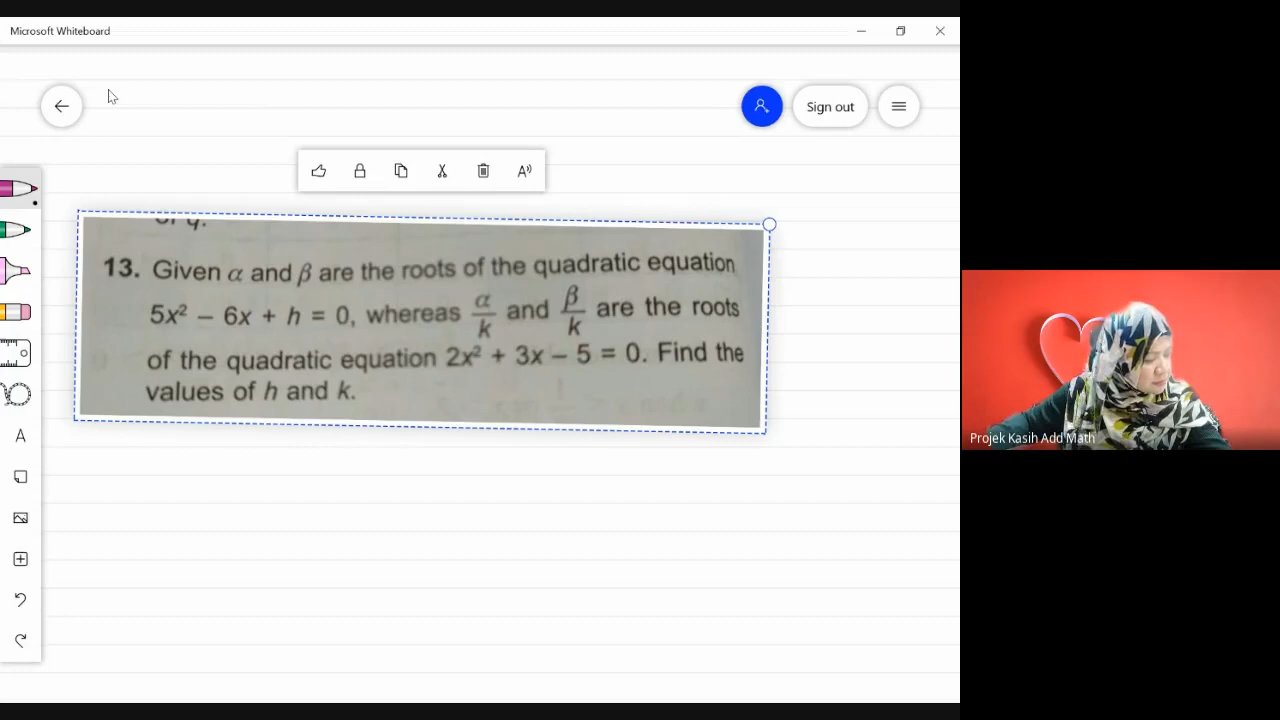 Microsoft Whiteboard
Sign out
13. Given α and β are the roots of the quadratic equation
5x² − 6x + h = 0, whereas α/k and β/k are the roots
of the quadratic equation 2x² + 3x − 5 = 0. Find the
values of h and k.
Projek Kasih Add Math